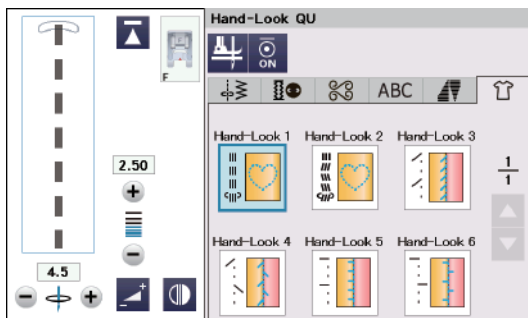 Hand-Look QU
F
ON
ABC
Hand-Look 1
Hand-Look 2
Hand-Look 3
2.50
1
1
4.5
Hand-Look 4
Hand-Look 5
Hand-Look 6